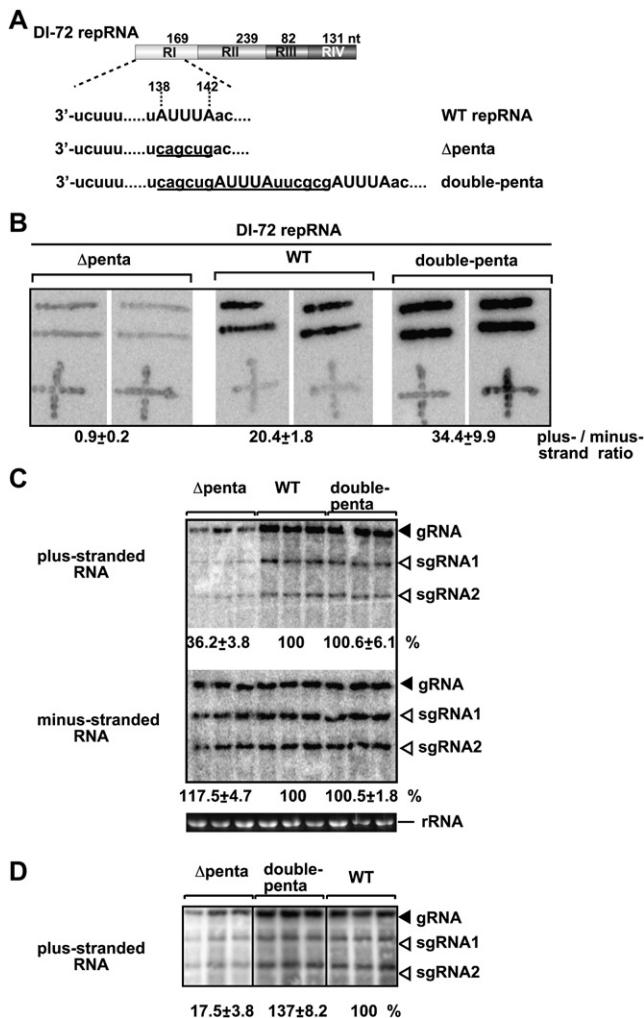 A
DI-72 repRNA
169 239 82 131 nt
RI RII RIII RIV
138 142
3'-ucuuu.....uAUUUAac.... WT repRNA
3'-ucuuu.....ucagcugac.... Δpenta
3'-ucuuu.....ucagcugAUUUAuucgcgAUUUAac.... double-penta
B
DI-72 repRNA
Δpenta WT double-penta
0.9±0.2 20.4±1.8 34.4±9.9 plus- / minus-
strand ratio
C
Δpenta WT double-
penta
plus-stranded
RNA
gRNA
sgRNA1
sgRNA2
36.2±3.8 100 100.6±6.1 %
minus-stranded
RNA
gRNA
sgRNA1
sgRNA2
117.5±4.7 100 100.5±1.8 %
rRNA
D
Δpenta double-
penta WT
plus-stranded
RNA
gRNA
sgRNA1
sgRNA2
17.5±3.8 137±8.2 100 %